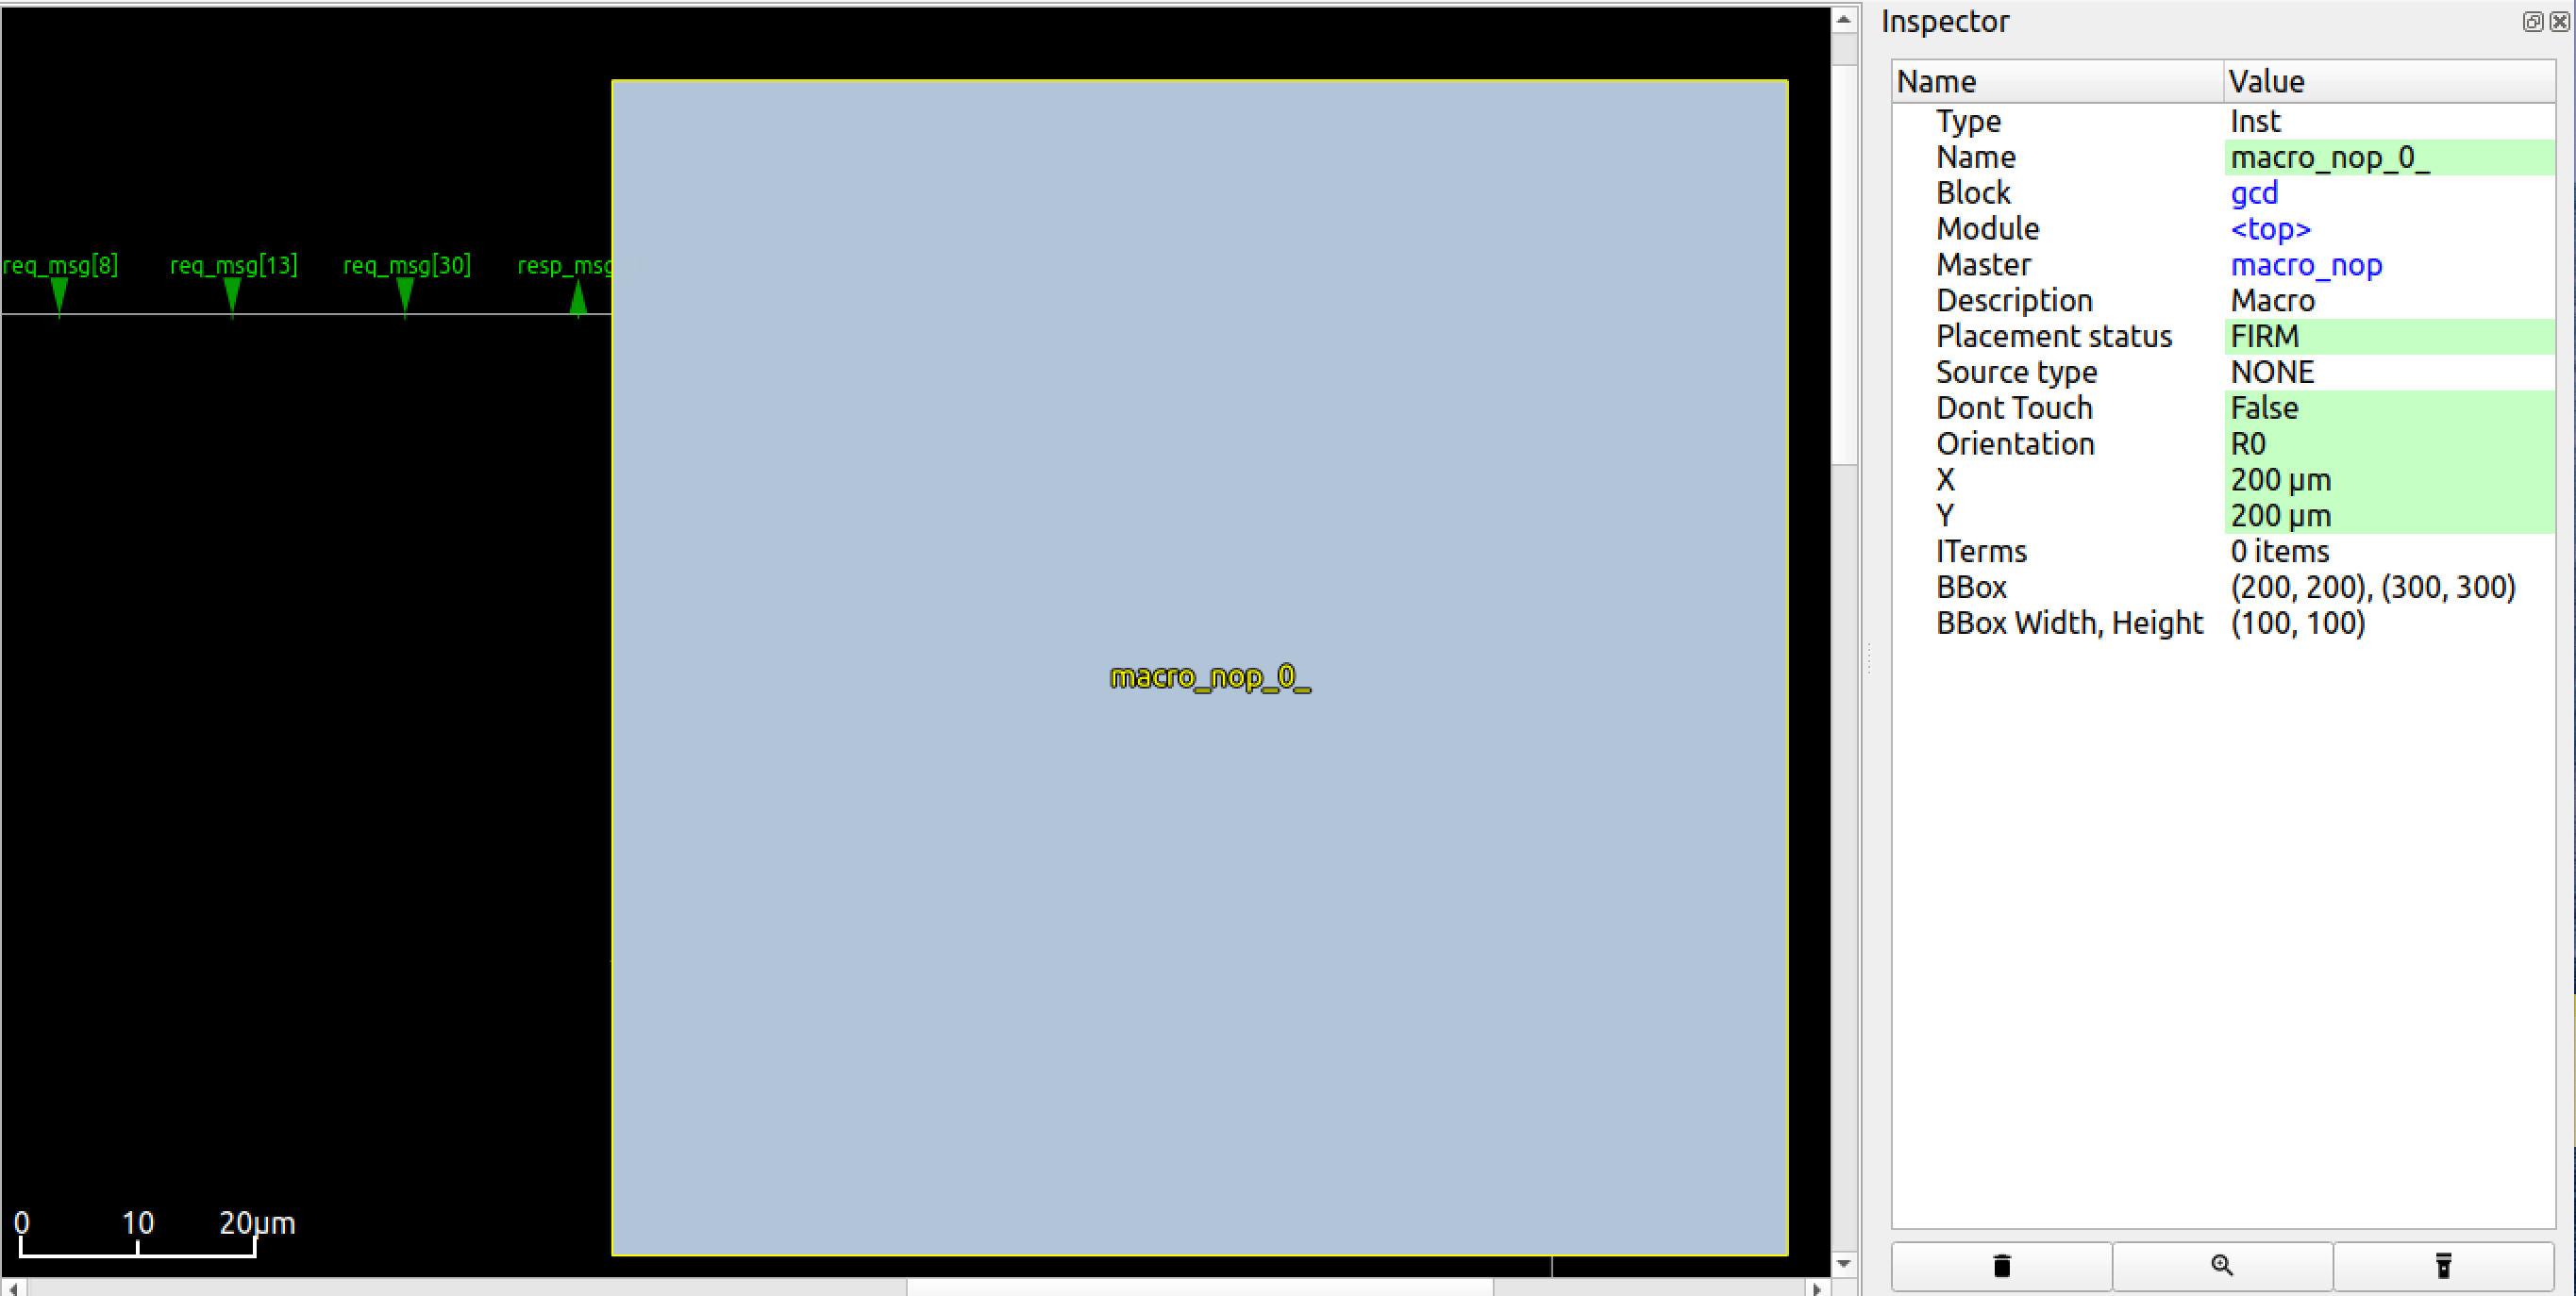 Inspector
Name Value
Type Inst
Name macro_nop_0_
Block gcd
Module <top>
Master macro_nop
Description Macro
Placement status FIRM
Source type NONE
Dont Touch False
Orientation R0
X 200 µm
Y 200 µm
ITerms 0 items
BBox (200, 200), (300, 300)
BBox Width, Height (100, 100)
req_msg[8] req_msg[13] req_msg[30] resp_msg
macro_nop_0_
0 10 20µm